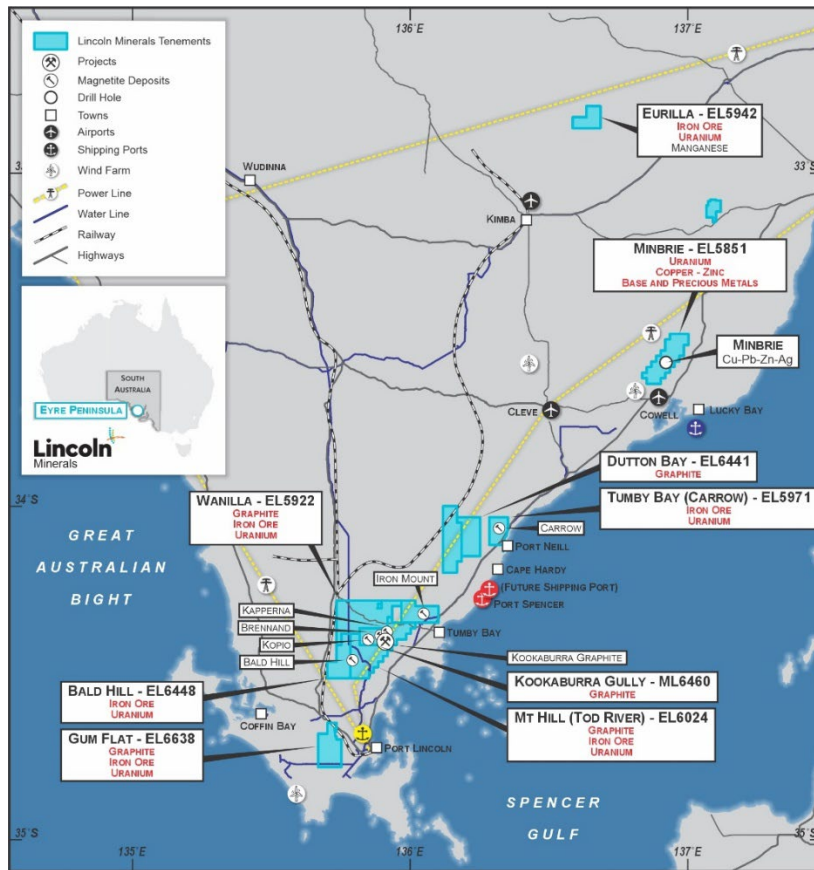 136°E
137°E
Lincoln Minerals Tenements
Projects
Magnetite Deposits
Drill Hole
Towns
Airports
Shipping Ports
Wind Farm
Power Line
Water Line
Railway
Highways
33°S
33°S
EURILLA - EL5942
IRON ORE
URANIUM
MANGANESE
WUDINNA
KIMBA
MINBRIE - EL5851
URANIUM
COPPER - ZINC
BASE AND PRECIOUS METALS
MINBRIE
Cu-Pb-Zn-Ag
SOUTH
AUSTRALIA
EYRE PENINSULA
Lincoln
Minerals
CLEVE
COWELL
LUCKY BAY
DUTTON BAY - EL6441
GRAPHITE
WANILLA - EL5922
GRAPHITE
IRON ORE
URANIUM
34°S
TUMBY BAY (CARROW) - EL5971
IRON ORE
URANIUM
GREAT
AUSTRALIAN
BIGHT
CARROW
PORT NEILL
CAPE HARDY
IRON MOUNT
(FUTURE SHIPPING PORT)
PORT SPENCER
KAPPERNA
BRENNAND
KOPIO
BALD HILL
TUMBY BAY
KOOKABURRA GRAPHITE
BALD HILL - EL6448
IRON ORE
URANIUM
KOOKABURRA GULLY - ML6460
GRAPHITE
COFFIN BAY
MT HILL (TOD RIVER) - EL6024
GRAPHITE
IRON ORE
URANIUM
GUM FLAT - EL6638
GRAPHITE
IRON ORE
URANIUM
PORT LINCOLN
SPENCER
GULF
35°S
35°S
135°E
136°E
137°E